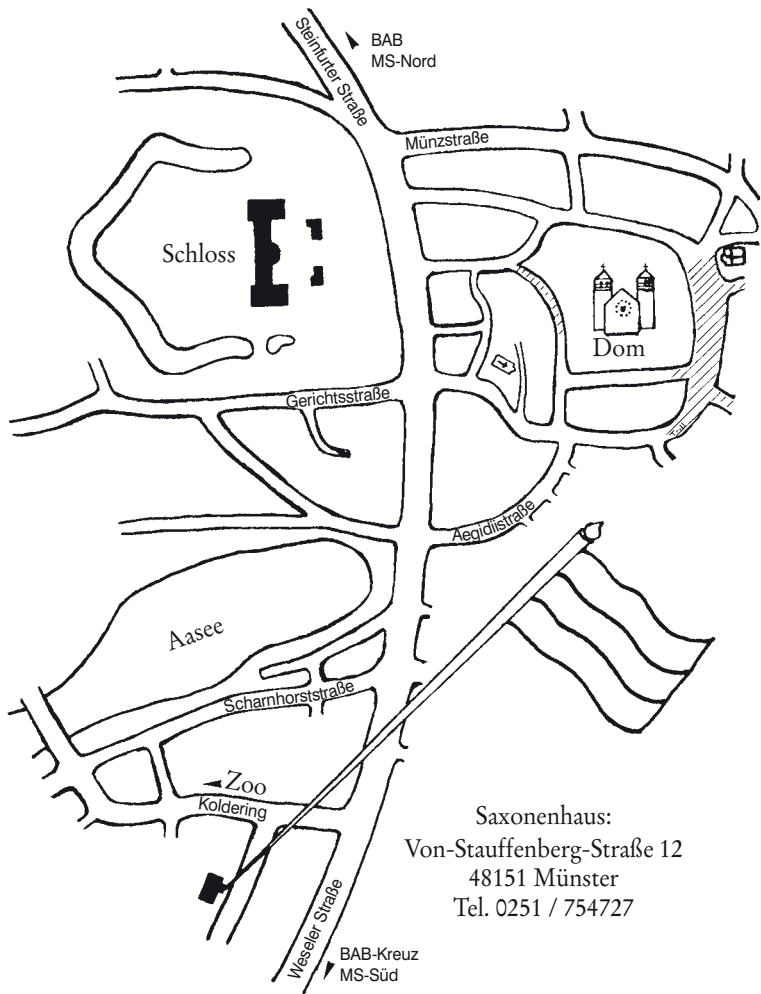 Steinfurter Straße
BAB
MS-Nord
Münzstraße
Schloss
Dom
Gerichtsstraße
Aegidiistraße
Aasee
Scharnhorststraße
Zoo
Koldering
Saxonenhaus:
Von-Stauffenberg-Straße 12
48151 Münster
Tel. 0251 / 754727
Weseler Straße
BAB-Kreuz
MS-Süd